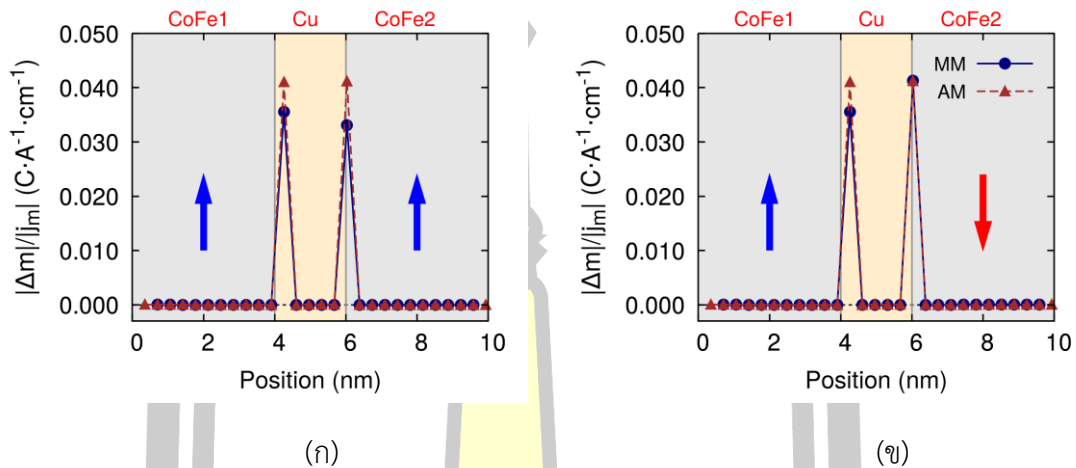 CoFe1 Cu CoFe2
0.050
0.040
0.030
0.020
0.010
0.000
|Δm|/|jₘ| (C·A⁻¹·cm⁻¹)
0 2 4 6 8 10
Position (nm)
(ก)
CoFe1 Cu CoFe2
MM
AM
0.050
0.040
0.030
0.020
0.010
0.000
|Δm|/|jₘ| (C·A⁻¹·cm⁻¹)
0 2 4 6 8 10
Position (nm)
(ข)